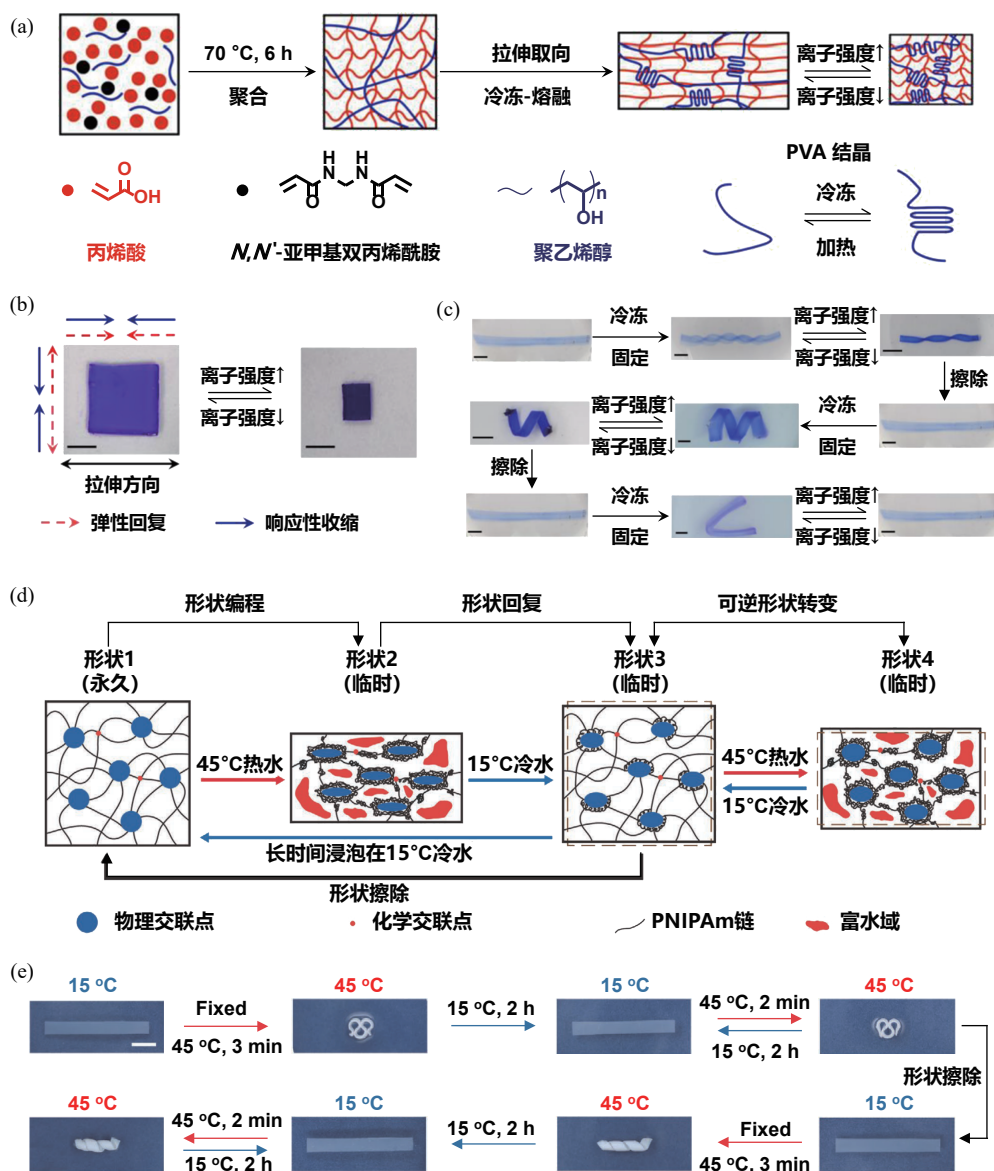 (a)
70 °C, 6 h
聚合
拉伸取向
冷冻-熔融
离子强度↑
离子强度↓
OH
O
H
N
H
N
O
O
n
OH
PVA 结晶
冷冻
加热
丙烯酸
N,N'-亚甲基双丙烯酰胺
聚乙烯醇
(b)
离子强度↑
离子强度↓
拉伸方向
弹性回复
响应性收缩
(c)
冷冻
固定
离子强度↑
离子强度↓
擦除
离子强度↑
离子强度↓
冷冻
固定
擦除
冷冻
固定
离子强度↑
离子强度↓
(d)
形状编程
形状回复
可逆形状转变
形状1
(永久)
形状2
(临时)
形状3
(临时)
形状4
(临时)
45°C热水
15°C冷水
45°C热水
15°C冷水
长时间浸泡在15°C冷水
形状擦除
物理交联点
化学交联点
PNIPAm链
富水域
(e)
15 °C
45 °C
15 °C
45 °C
Fixed
45 °C, 3 min
15 °C, 2 h
45 °C, 2 min
15 °C, 2 h
形状擦除
45 °C
15 °C
45 °C
15 °C
45 °C, 2 min
15 °C, 2 h
15 °C, 2 h
Fixed
45 °C, 3 min